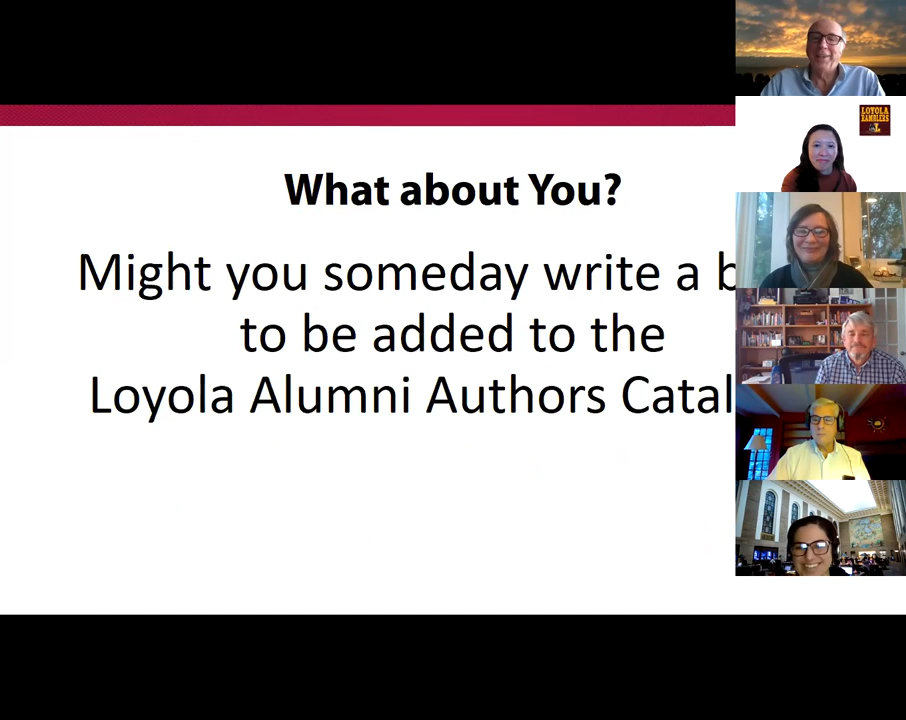 What about You?
Might you someday write a b
to be added to the
Loyola Alumni Authors Catal
LOYOLA
RAMBLERS